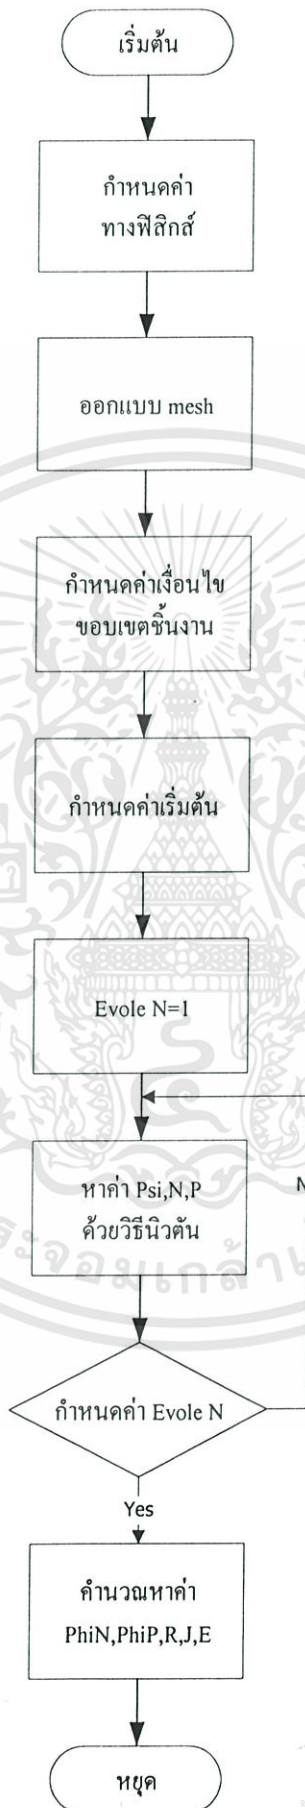 เริ่มต้น
กำหนดค่า
ทางฟิสิกส์
ออกแบบ mesh
กำหนดค่าเงื่อนไข
ขอบเขตชิ้นงาน
กำหนดค่าเริ่มต้น
Evole N=1
หาค่า Psi,N,P
ด้วยวิธีนิวตัน
กำหนดค่า Evole N
Yes
คำนวณหาค่า
PhiN,PhiP,R,J,E
หยุด